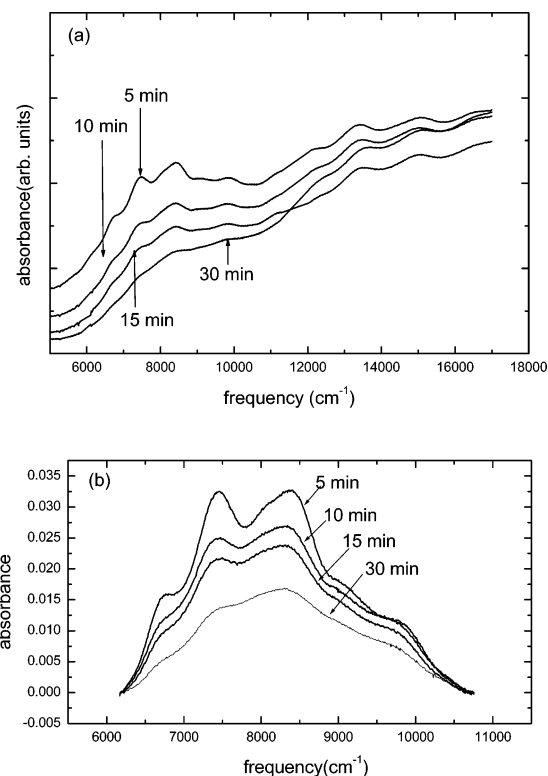 (a)
5 min
10 min
15 min
30 min
absorbance(arb. units)
6000 8000 10000 12000 14000 16000 18000
frequency (cm⁻¹)
(b)
0.035
0.030
0.025
0.020
0.015
0.010
0.005
0.000
-0.005
5 min
10 min
15 min
30 min
absorbance
6000 7000 8000 9000 10000 11000
frequency(cm⁻¹)